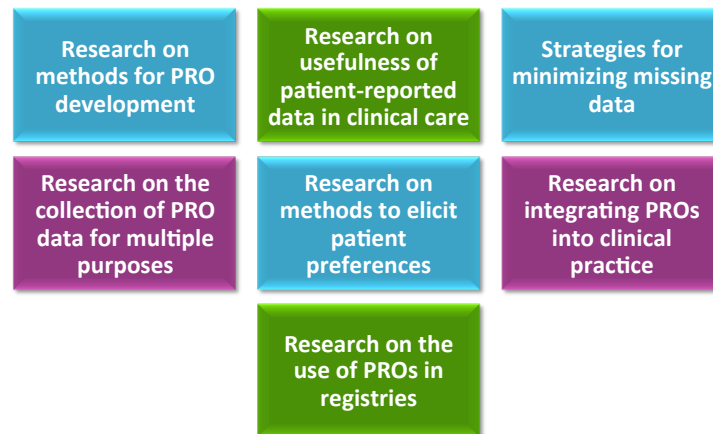 Research on
methods for PRO
development
Research on
usefulness of
patient-reported
data in clinical care
Strategies for
minimizing missing
data
Research on the
collection of PRO
data for multiple
purposes
Research on
methods to elicit
patient
preferences
Research on
integrating PROs
into clinical
practice
Research on the
use of PROs in
registries